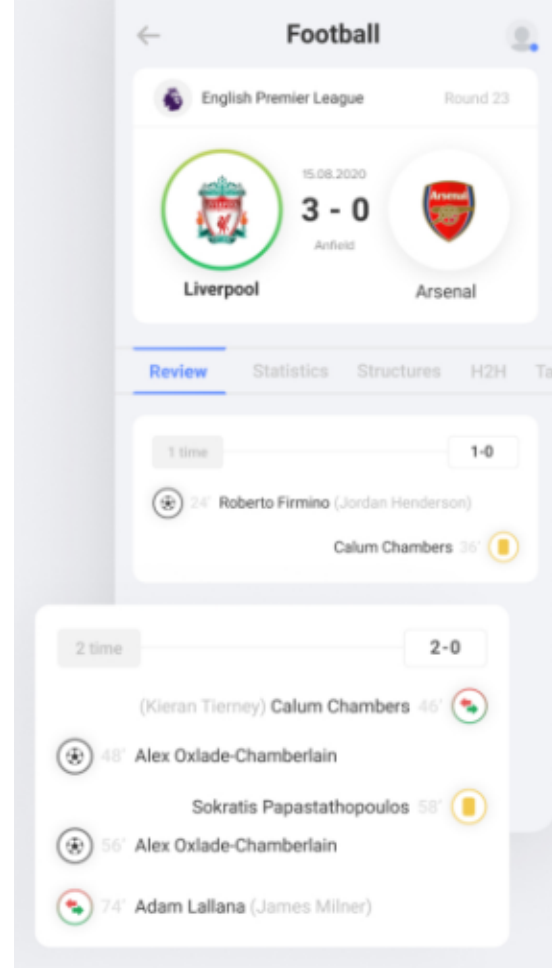 Football
English Premier League Round 23
15.08.2020
3 - 0
Anfield
Liverpool
Arsenal
Arsenal
Review Statistics Structures H2H Ta
1 time 1-0
24' Roberto Firmino (Jordan Henderson)
Calum Chambers 36'
2 time 2-0
(Kieran Tierney) Calum Chambers 46'
48' Alex Oxlade-Chamberlain
Sokratis Papastathopoulos 58'
56' Alex Oxlade-Chamberlain
74' Adam Lallana (James Milner)